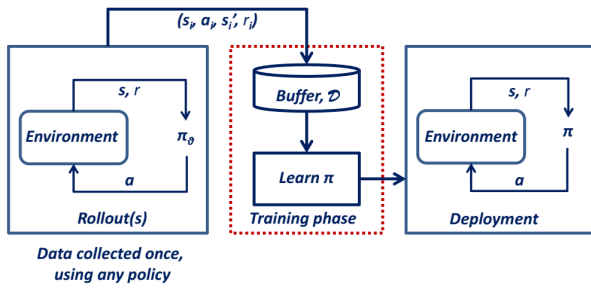 (sᵢ, aᵢ, sᵢ′, rᵢ)
s, r
Environment
π_ϑ
a
Rollout(s)
Data collected once,
using any policy,
Buffer, 𝒟
Learn π
Training phase
s, r
Environment
π
a
Deployment